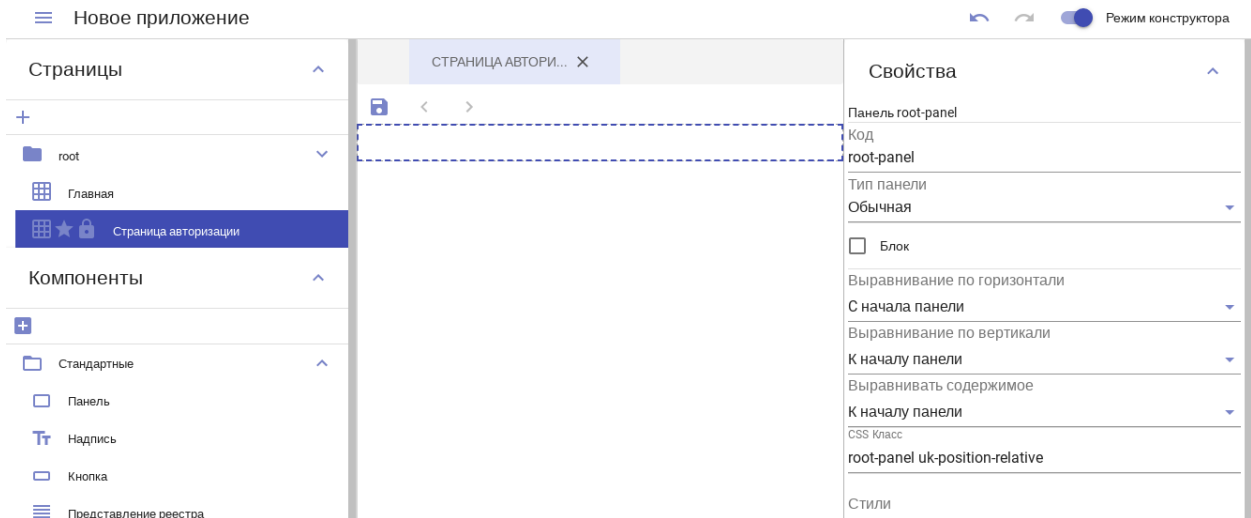 Новое приложение
Режим конструктора
Страницы
root
Главная
Страница авторизации
Компоненты
Стандартные
Панель
Надпись
Кнопка
Представление реестра
СТРАНИЦА АВТОРИ...
Свойства
Панель root-panel
Код
root-panel
Тип панели
Обычная
Блок
Выравнивание по горизонтали
С начала панели
Выравнивание по вертикали
К началу панели
Выравнивать содержимое
К началу панели
CSS Класс
root-panel uk-position-relative
Стили